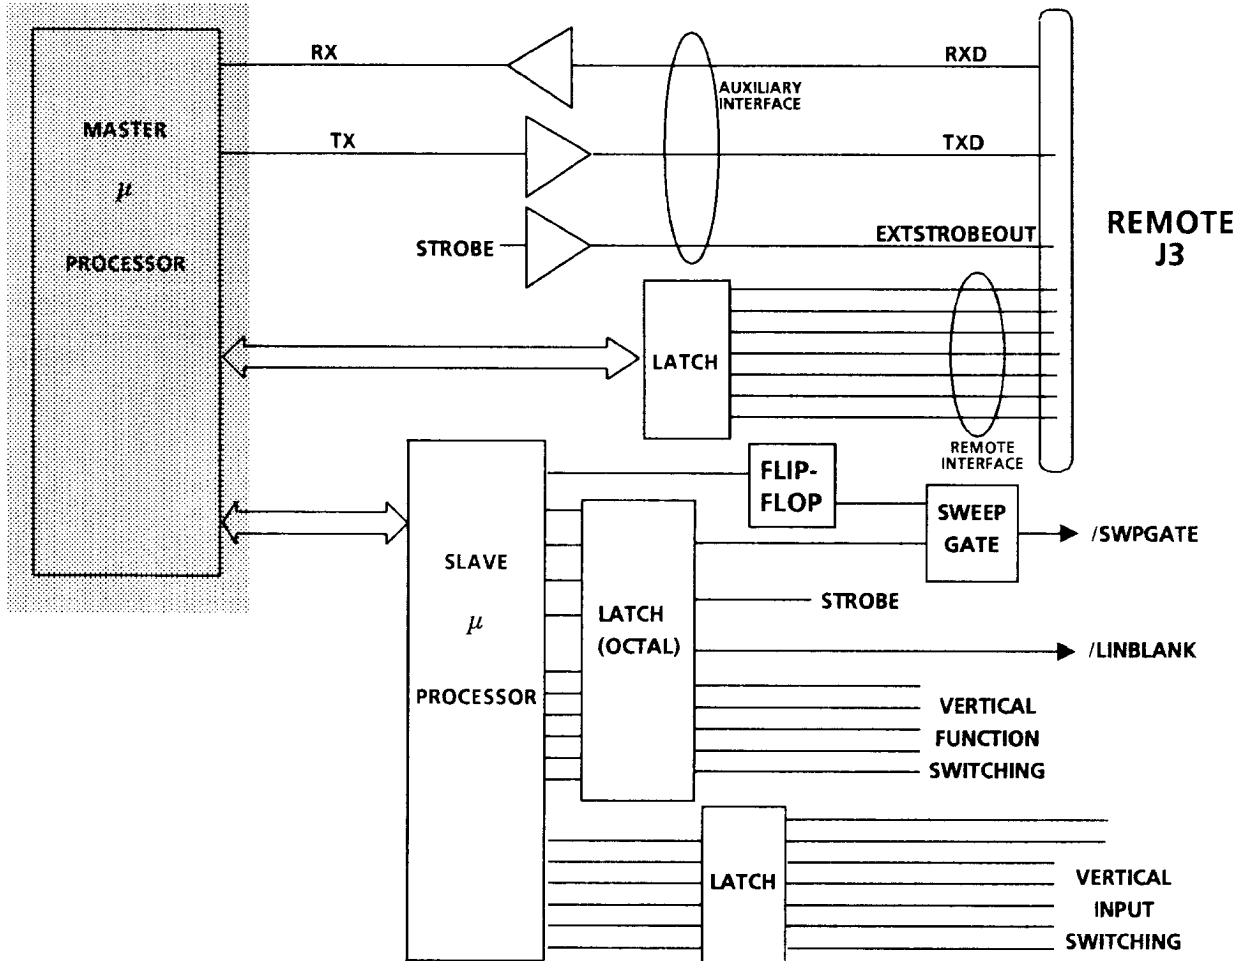 RX
RXD
AUXILIARY
INTERFACE
MASTER
μ
PROCESSOR
TX
TXD
REMOTE
J3
STROBE
EXTSTROBEOUT
LATCH
REMOTE
INTERFACE
FLIP-
FLOP
SWEEP
GATE
/SWPGATE
SLAVE
μ
PROCESSOR
LATCH
(OCTAL)
STROBE
/LINBLANK
VERTICAL
FUNCTION
SWITCHING
LATCH
VERTICAL
INPUT
SWITCHING